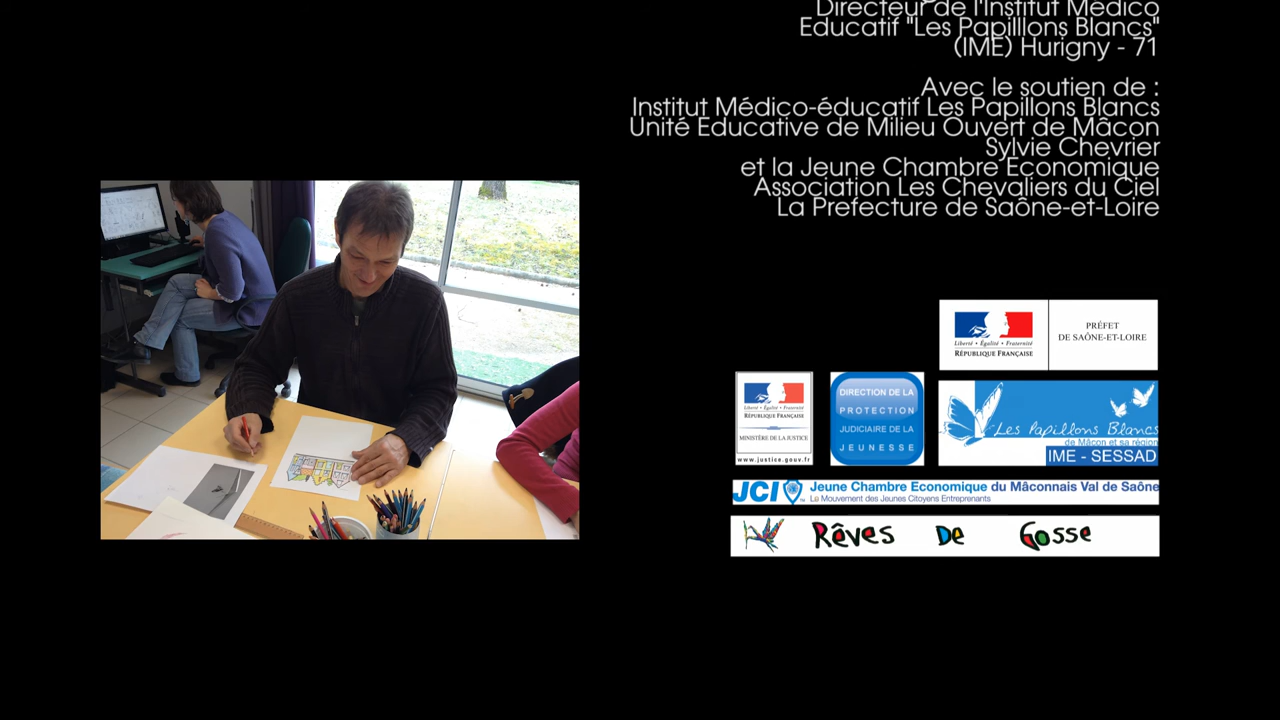 Directeur de l'Institut Médico
Educatif "Les Papilllons Blancs"
(IME) Hurigny - 71
Avec le soutien de :
Institut Médico-éducatif Les Papillons Blancs
Unité Educative de Milieu Ouvert de Mâcon
Sylvie Chevrier
et la Jeune Chambre Economique
Association Les Chevaliers du Ciel
La Prefecture de Saône-et-Loire
Liberté • Égalité • Fraternité
RÉPUBLIQUE FRANÇAISE
PRÉFET
DE SAÔNE-ET-LOIRE
Liberté • Égalité • Fraternité
RÉPUBLIQUE FRANÇAISE
MINISTÈRE DE LA JUSTICE
www.justice.gouv.fr
DIRECTION DE LA
PROTECTION
JUDICIAIRE DE LA
JEUNESSE
Les Papillons Blancs
de Mâcon et sa région
IME - SESSAD
JCI Jeune Chambre Economique du Mâconnais Val de Saône
Le Mouvement des Jeunes Citoyens Entreprenants
Rêves De Gosse